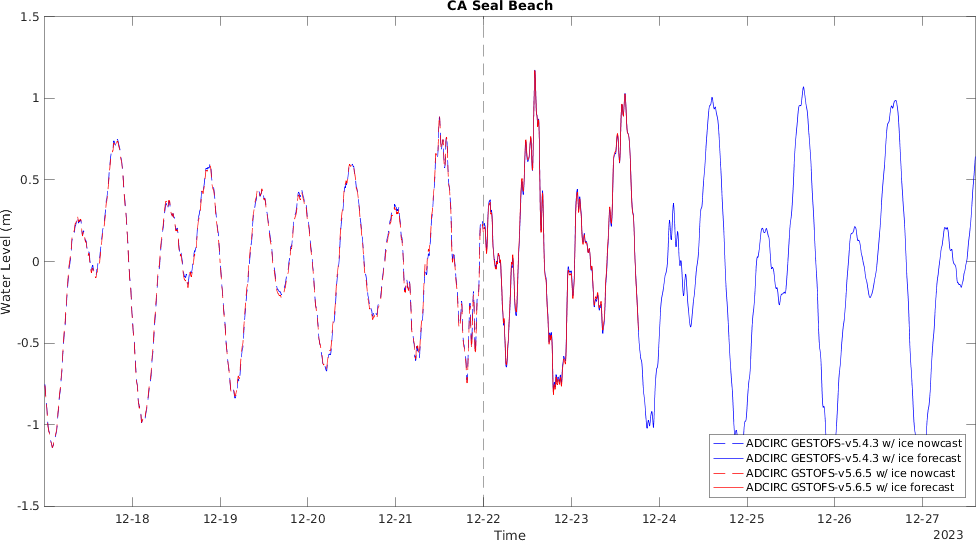 CA Seal Beach
Water Level (m)
1.5
1
0.5
0
-0.5
-1
-1.5
12-18 12-19 12-20 12-21 12-22 12-23 12-24 12-25 12-26 12-27
Time
2023
ADCIRC GESTOFS-v5.4.3 w/ ice nowcast
ADCIRC GESTOFS-v5.4.3 w/ ice forecast
ADCIRC GSTOFS-v5.6.5 w/ ice nowcast
ADCIRC GSTOFS-v5.6.5 w/ ice forecast